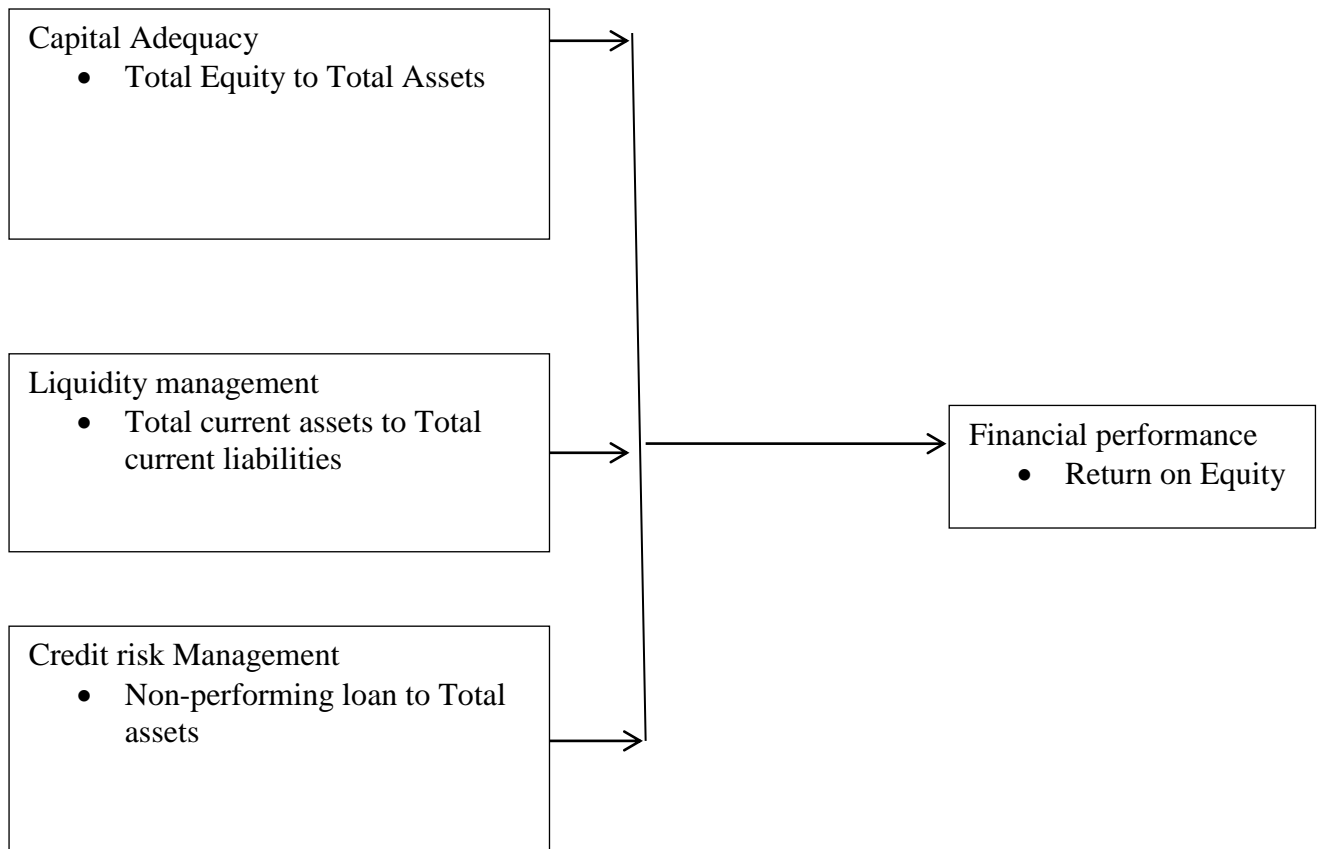 Capital Adequacy
• Total Equity to Total Assets
Liquidity management
• Total current assets to Total
current liabilities
Financial performance
• Return on Equity
Credit risk Management
• Non-performing loan to Total
assets